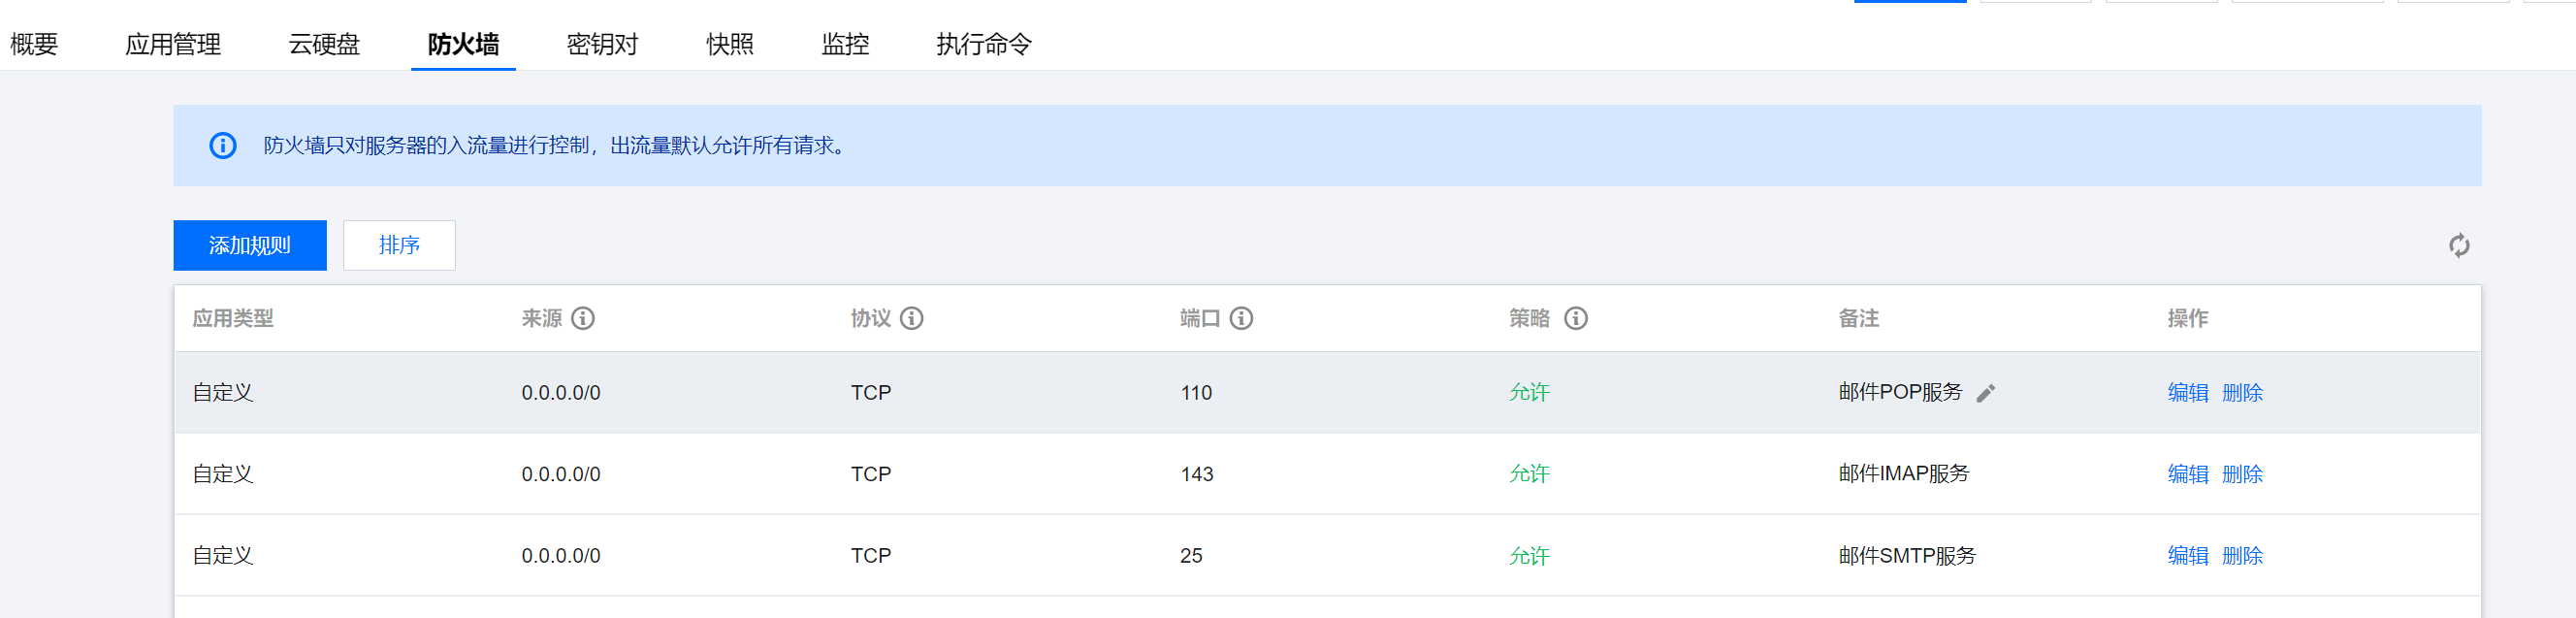 概要 应用管理 云硬盘 防火墙 密钥对 快照 监控 执行命令
防火墙只对服务器的入流量进行控制，出流量默认允许所有请求。
添加规则 排序
应用类型 来源 协议 端口 策略 备注 操作
自定义 0.0.0.0/0 TCP 110 允许 邮件POP服务 编辑 删除
自定义 0.0.0.0/0 TCP 143 允许 邮件IMAP服务 编辑 删除
自定义 0.0.0.0/0 TCP 25 允许 邮件SMTP服务 编辑 删除